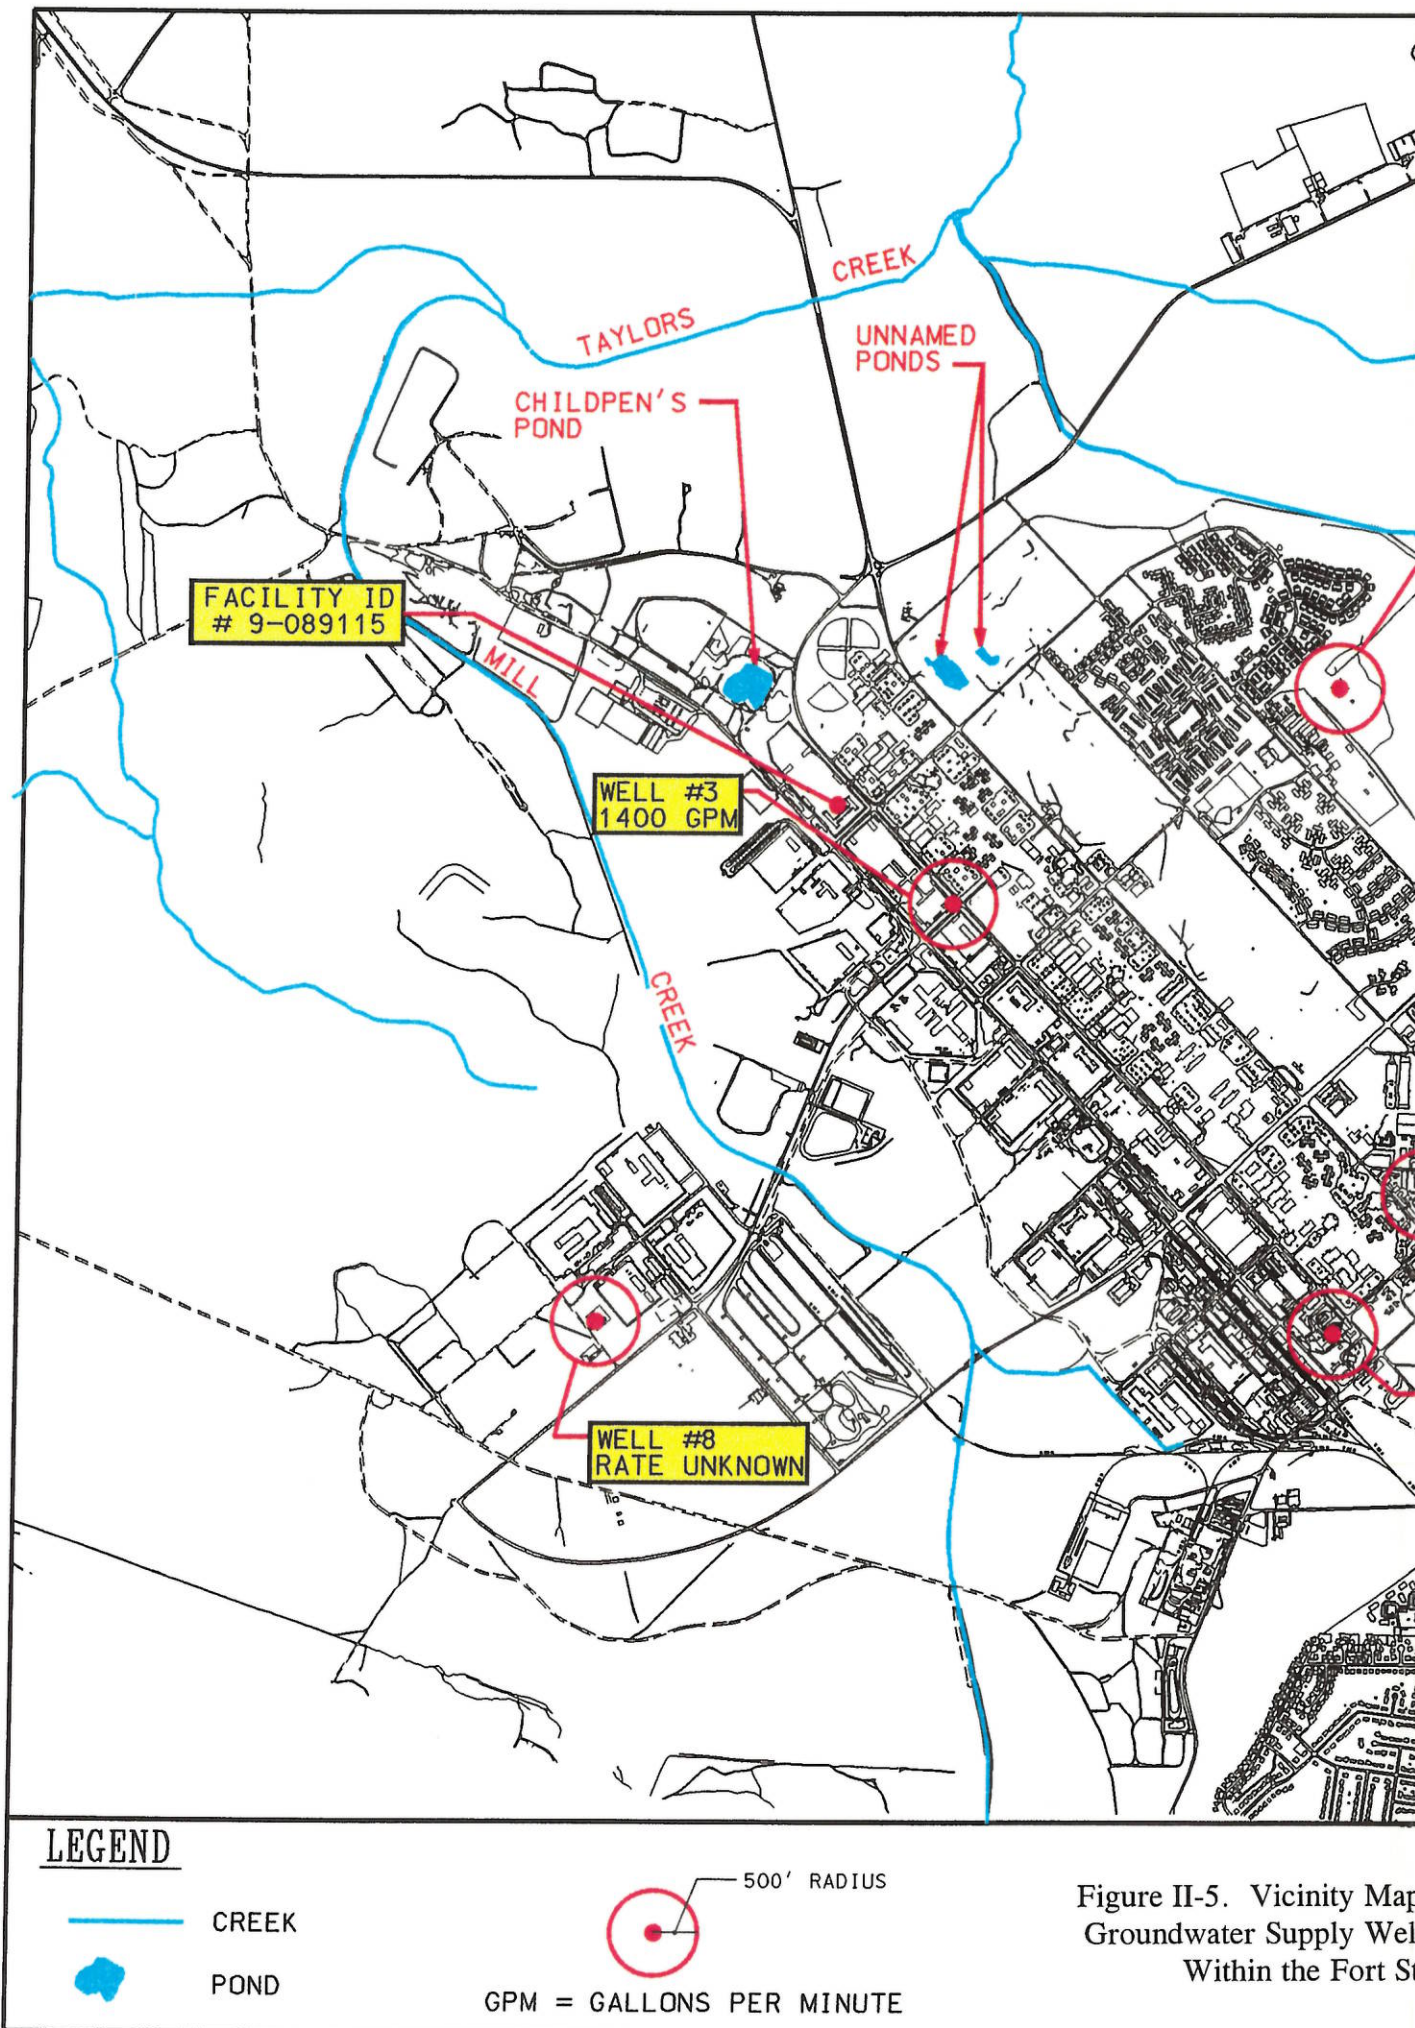 TAYLORS
CREEK
UNNAMED
PONDS
CHILDPEN'S
POND
FACILITY ID
# 9-089115
MILL
WELL #3
1400 GPM
CREEK
WELL #8
RATE UNKNOWN
LEGEND
CREEK
POND
500' RADIUS
GPM = GALLONS PER MINUTE
Figure II-5. Vicinity Map
Groundwater Supply Wel
Within the Fort St